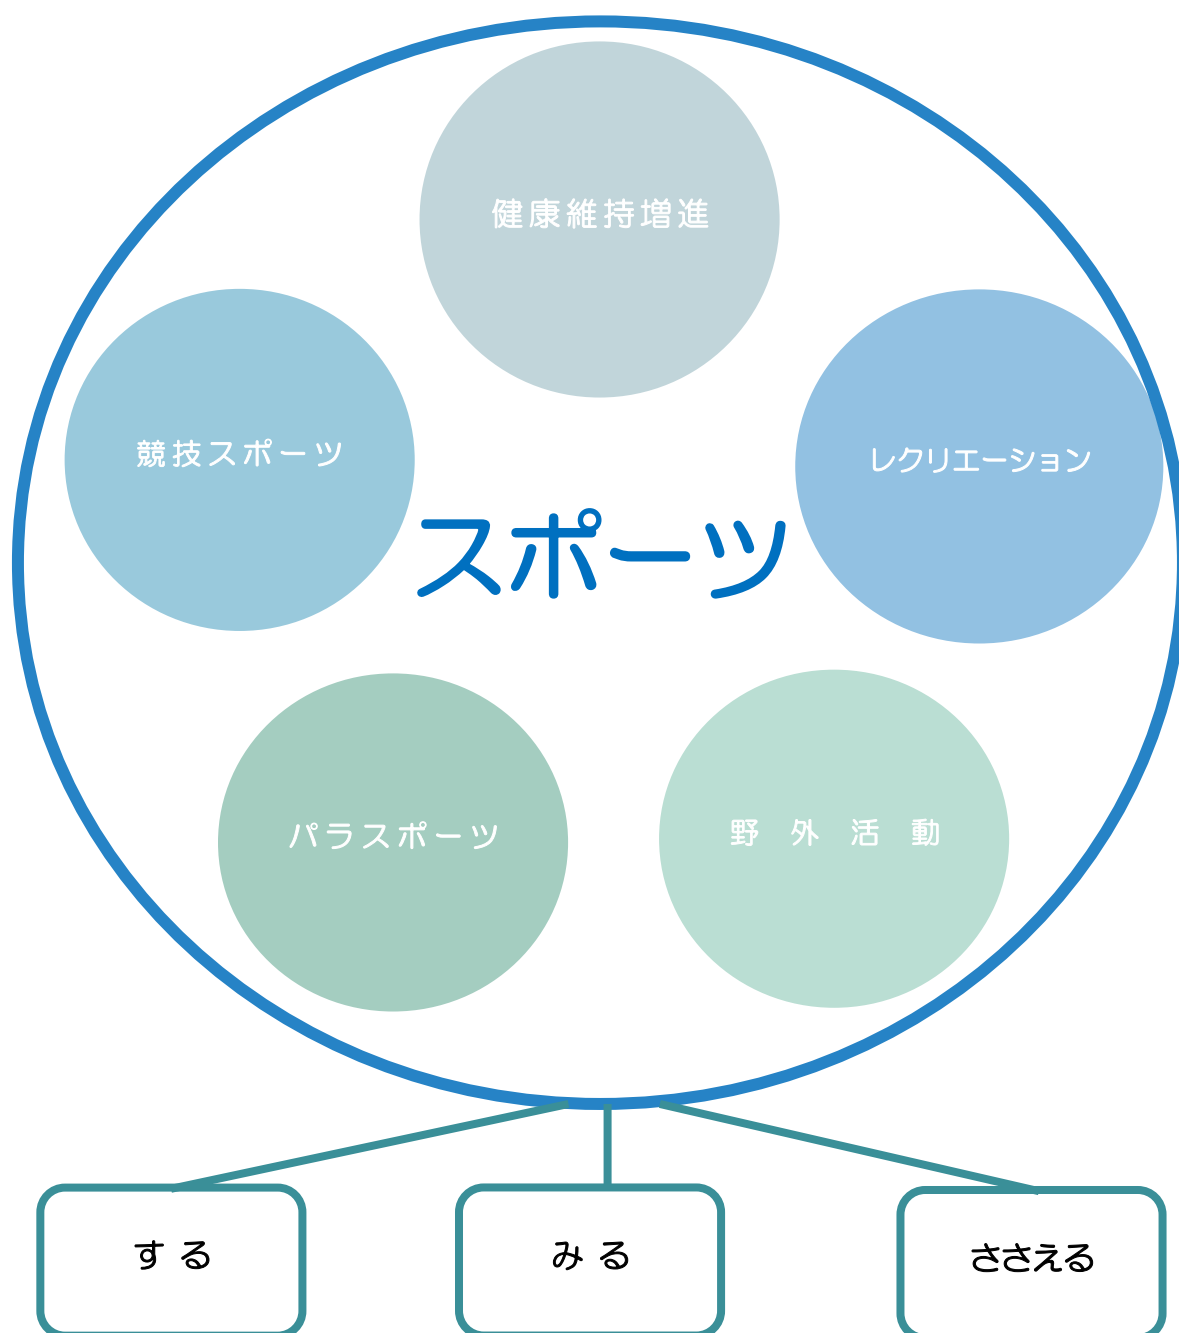 健康維持増進
競技スポーツ
レクリエーション
スポーツ
パラスポーツ
野 外 活 動
する
みる
ささえる